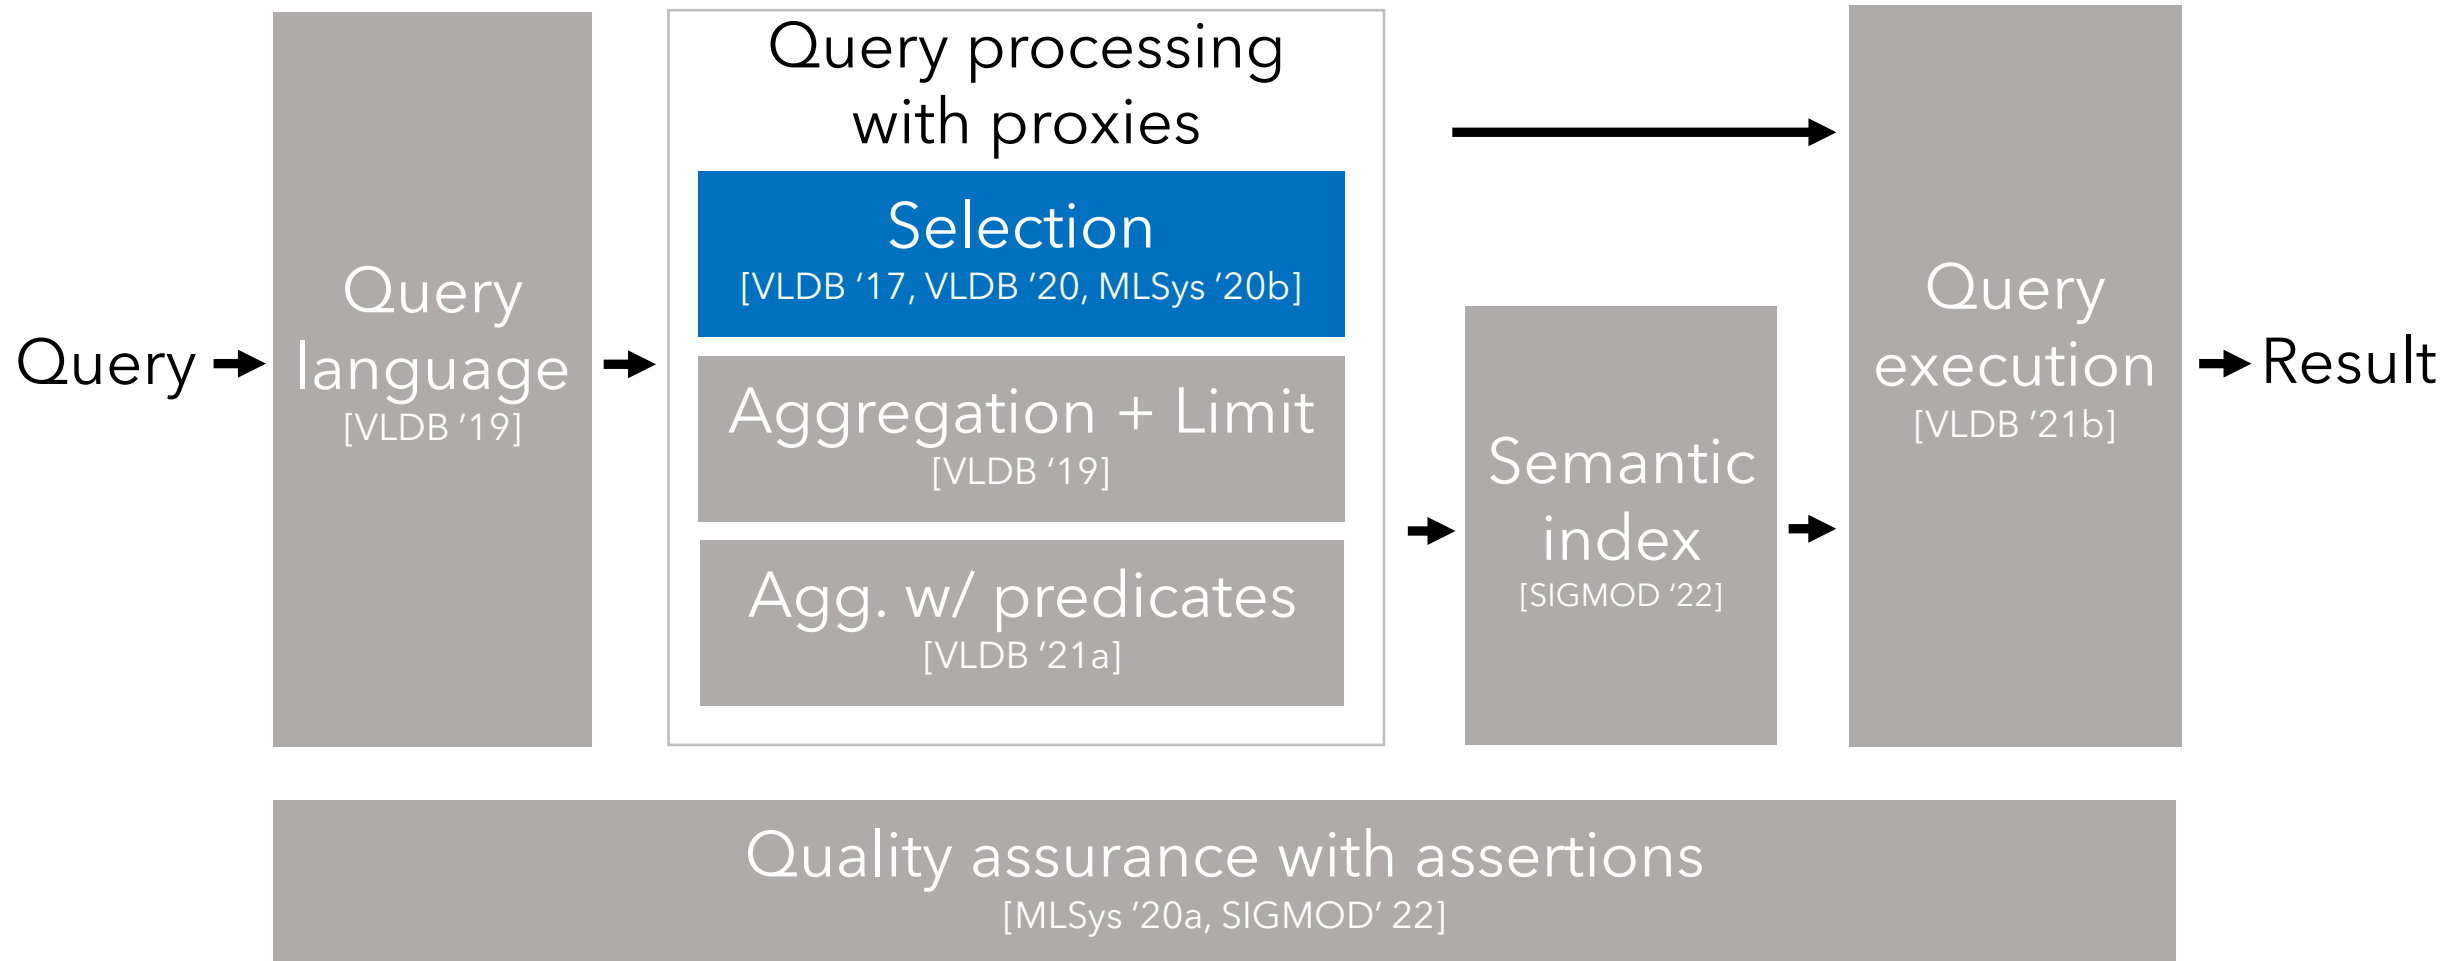 Query
Query
language
[VLDB ‘19]
Query processing
with proxies
Selection
[VLDB ‘17, VLDB ’20, MLSys ’20b]
Aggregation + Limit
[VLDB ‘19]
Agg. w/ predicates
[VLDB ’21a]
Semantic
index
[SIGMOD ‘22]
Query
execution
[VLDB ’21b]
Result
Quality assurance with assertions
[MLSys ’20a, SIGMOD’ 22]